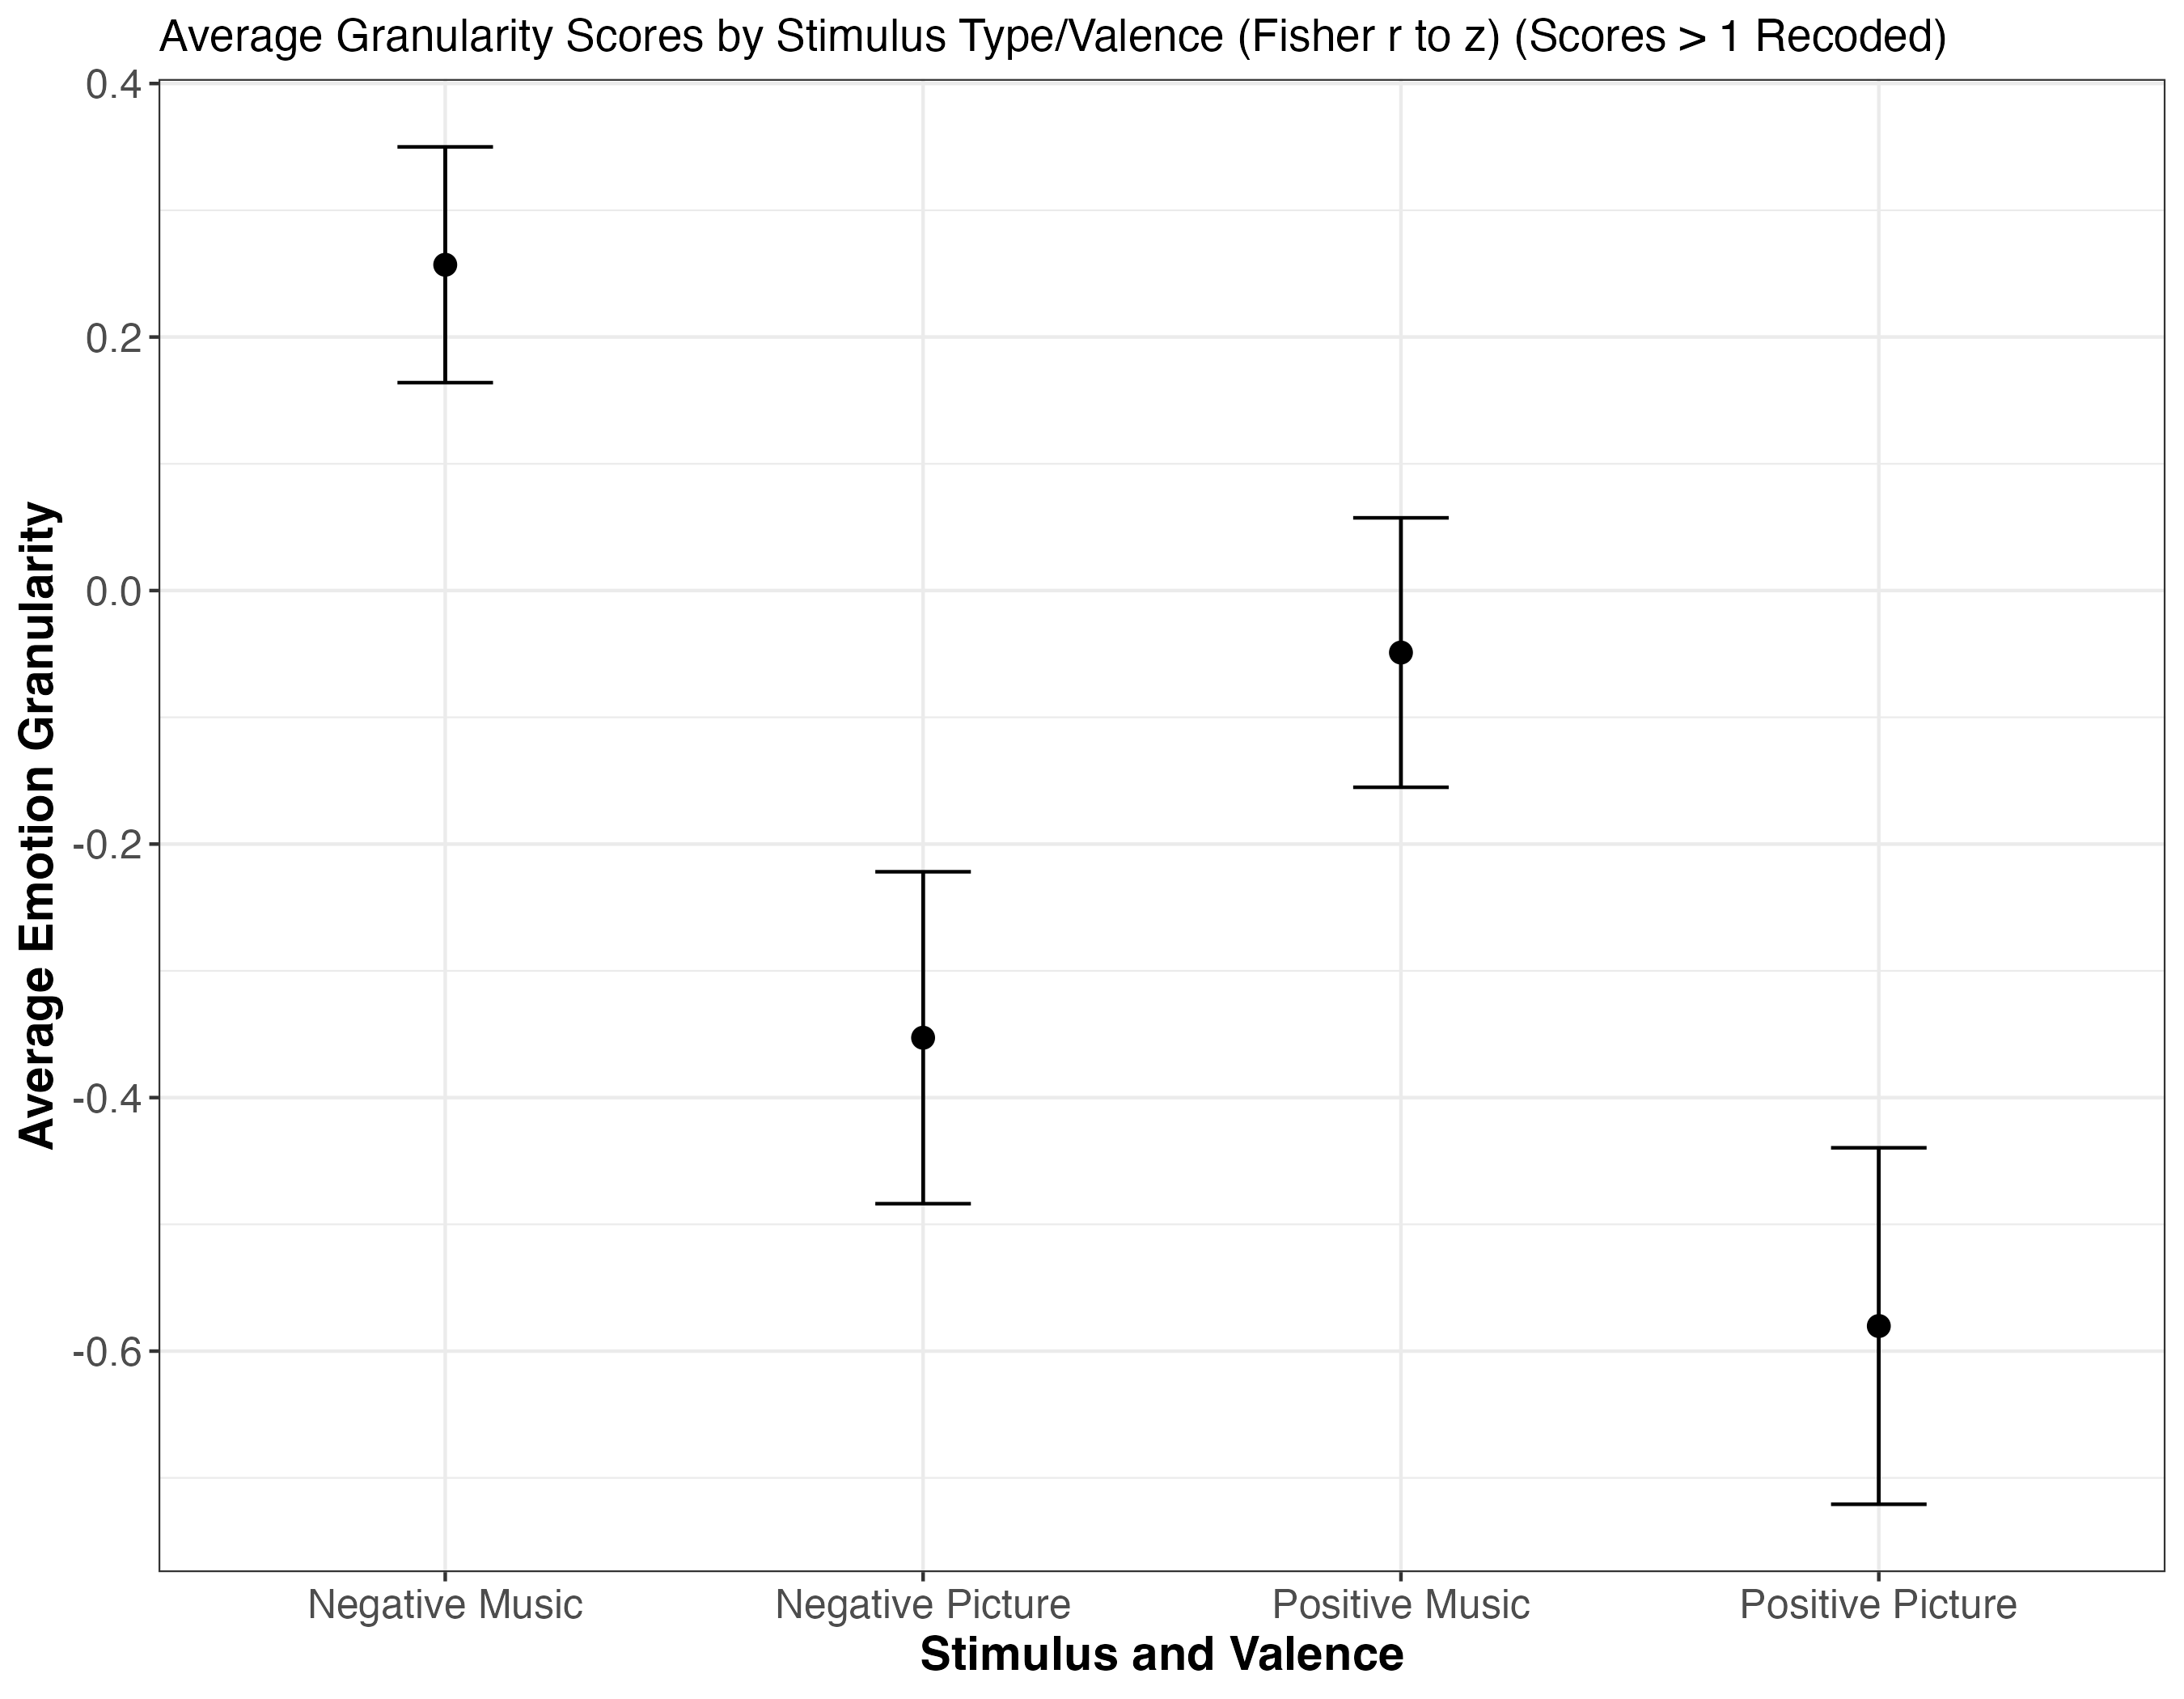 Average Granularity Scores by Stimulus Type/Valence (Fisher r to z) (Scores > 1 Recoded)
Average Emotion Granularity
0.4
0.2
0.0
-0.2
-0.4
-0.6
Negative Music
Negative Picture
Positive Music
Positive Picture
Stimulus and Valence